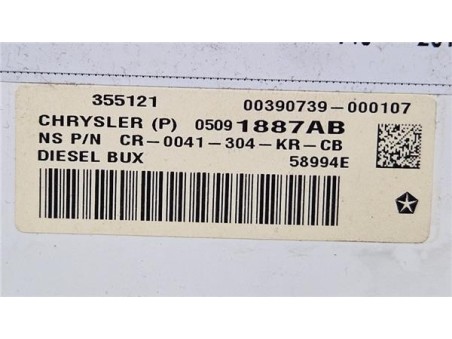 355121 00390739-000107
CHRYSLER (P) 05091887AB
NS P/N CR-0041-304-KR-CB
DIESEL BUX 58994E